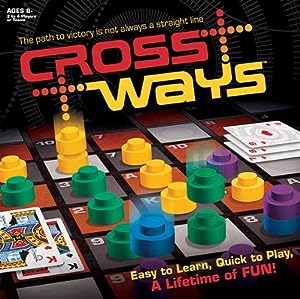 AGES 8-
2 to 4 Players
or Teams
The path to victory is not always a straight line
CROSS
WAYS
Easy to Learn, Quick to Play,
A Lifetime of FUN!